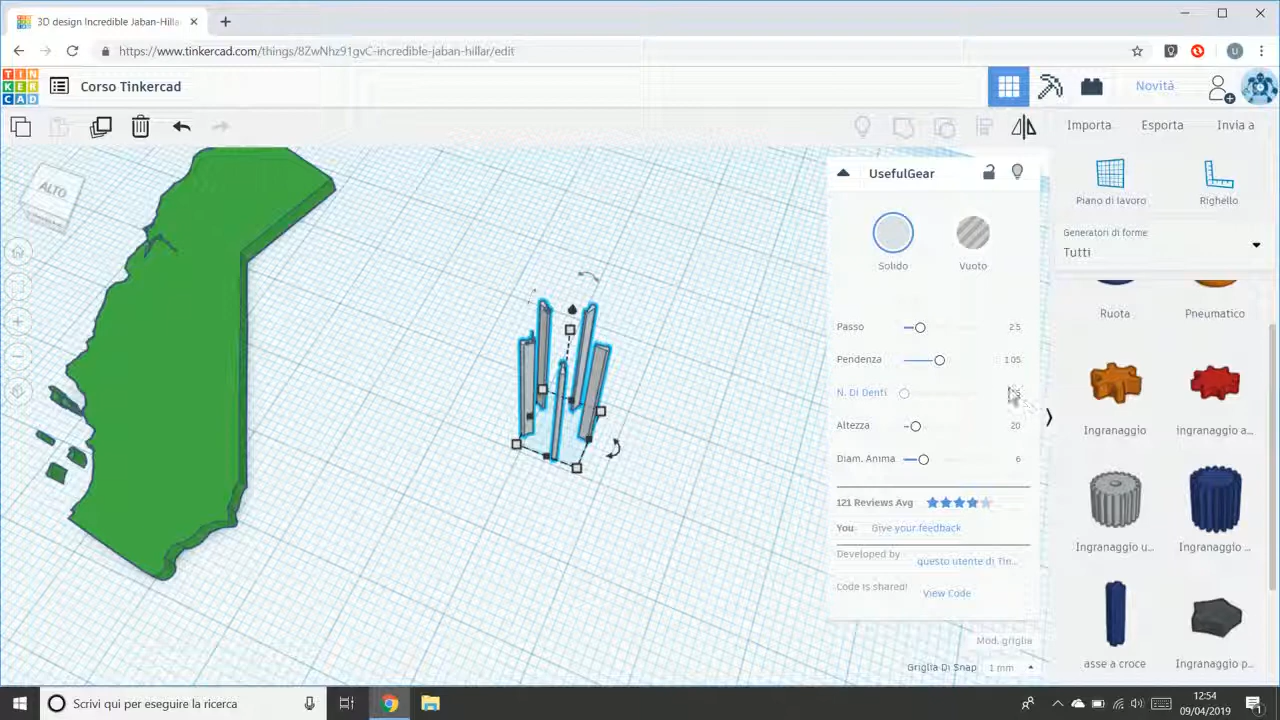 3D design Incredible Jaban-Hilla
https://www.tinkercad.com/things/8ZwNhz91gvC-incredible-jaban-hillar/edit
U
TIN
KER
CAD
Corso Tinkercad
Novità
Importa
Esporta
Invia a
ALTO
UsefulGear
Solido
Vuoto
Piano di lavoro
Righello
Generatori di forme
Tutti
Ruota
Pneumatico
Passo
2.5
Pendenza
105
N. Di Denti
Altezza
20
Diam. Anima
6
Ingranaggio
ingranaggio a...
121 Reviews Avg
You
Give your feedback
Ingranaggio u...
Ingranaggio ...
Developed by
questo utente di Tin...
Code is shared!
View Code
Mod. griglia
Griglia Di Snap
1 mm
asse a croce
Ingranaggio p...
Scrivi qui per eseguire la ricerca
12:54
09/04/2019
1